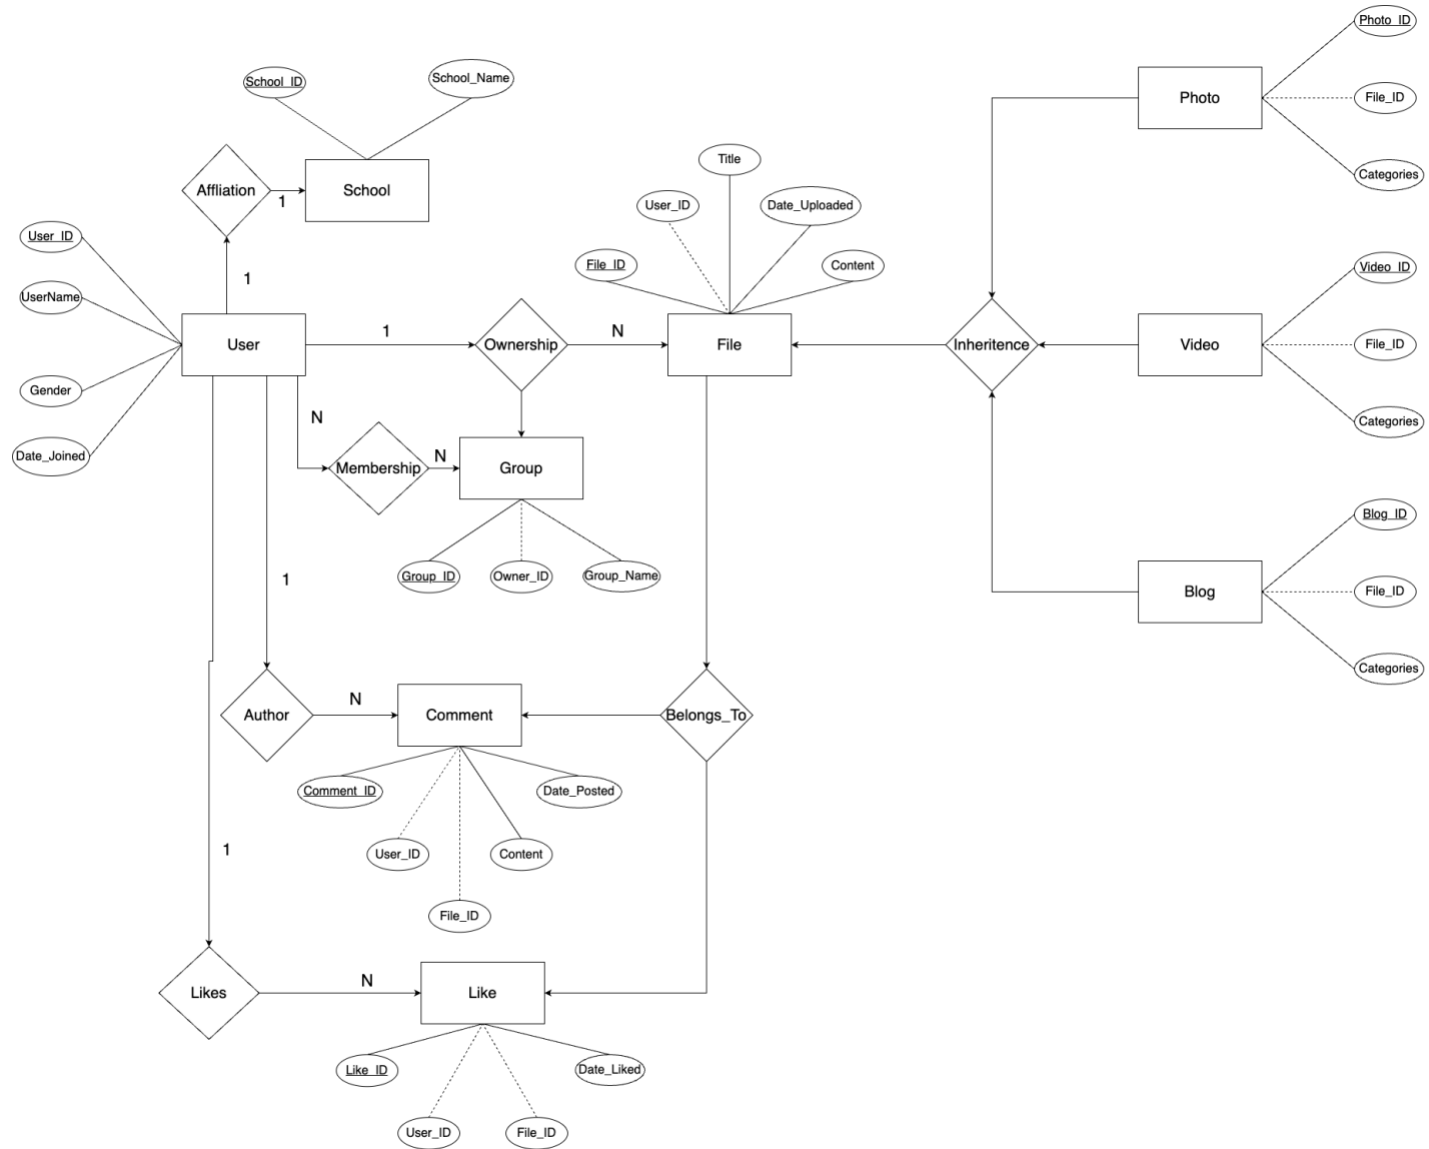 Photo_ID
School_ID
School_Name
Photo
File_ID
Title
Categories
Affliation
1
School
User_ID
Date_Uploaded
User_ID
File_ID
Content
Video_ID
1
UserName
User
1
Ownership
N
File
Inheritence
Video
File_ID
Gender
N
Categories
Date_Joined
N
Membership
Group
Blog_ID
1
Group_ID
Owner_ID
Group_Name
Blog
File_ID
Categories
N
Author
Comment
Belongs_To
Comment_ID
Date_Posted
1
User_ID
Content
File_ID
N
Likes
Like
Like_ID
Date_Liked
User_ID
File_ID